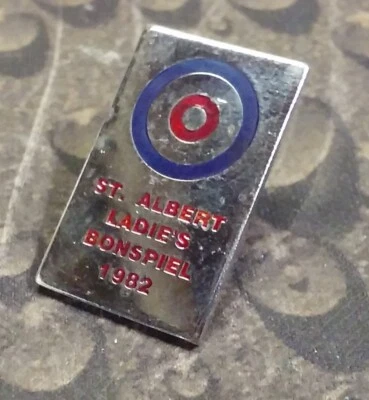 ST. ALBERT
LADIE'S
BONSPIEL
1982